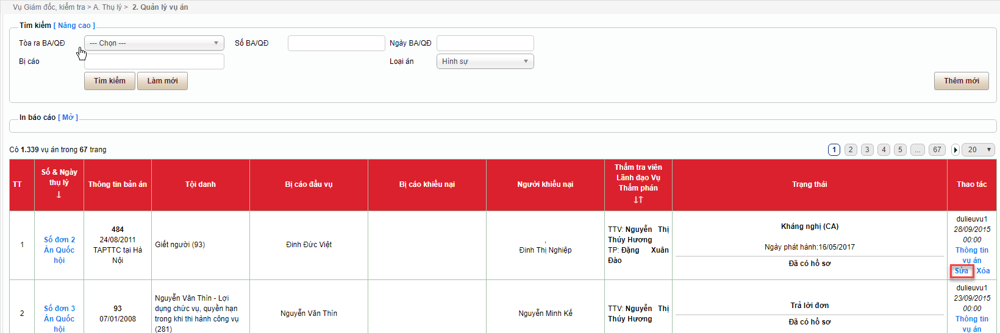 Vụ Giám đốc, kiểm tra > A. Thụ lý > 2. Quản lý vụ án
Tìm kiếm [ Nâng cao ]
Tòa ra BA/QĐ --- Chọn --- Số BA/QĐ Ngày BA/QĐ
Bị cáo Loại án Hình sự
Tìm kiếm Làm mới Thêm mới
In báo cáo [ Mở ]
Có 1.339 vụ án trong 67 trang 1 2 3 4 5 ... 67 20
TT
Số & Ngày
thụ lý
↓
Thông tin bản án
Tội danh
Bị cáo đầu vụ
Bị cáo khiếu nại
Người khiếu nại
Thẩm tra viên
Lãnh đạo Vụ
Thẩm phán
↓↑
Trạng thái
Thao tác
1
Số đơn 2
Án Quốc
hội
484
24/08/2011
TAPTTC tại Hà
Nội
Giết người (93)
Đinh Đức Việt
,
Đinh Thị Nghiệp
TTV: Nguyễn Thị
Thúy Hương
TP: Đặng Xuân
Đào
Kháng nghị (CA)
Ngày phát hành:16/05/2017
Đã có hồ sơ
dulieuvu1
28/09/2015
00:00
Thông tin
vụ án
Sửa Xóa
2
Số đơn 3
Án Quốc
hội
93
07/01/2008
Nguyễn Văn Thìn - Lợi
dụng chức vụ, quyền hạn
trong khi thi hành công vụ
(281)
Nguyễn Văn Thìn
Nguyễn Minh Kế
TTV: Nguyễn Thị
Thúy Hương
Trả lời đơn
Đã có hồ sơ
dulieuvu1
23/09/2015
00:00
Thông tin
vụ án